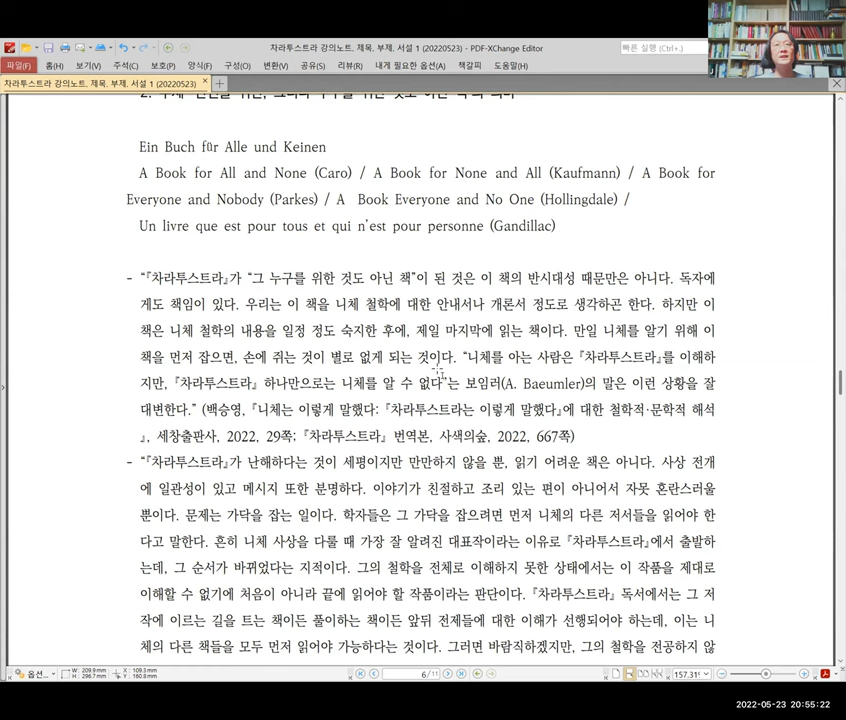 차라투스트라 강의노트, 제목, 부제, 서설 1 (20220523) - PDF-XChange Editor
빠른 실행 (Ctrl+.)
파일(F) 홈(H) 보기(V) 주석(C) 보호(P) 양식(F) 구성(O) 변환(V) 공유(S) 리뷰(R) 내게 필요한 옵션(A) 책갈피 도움말(H)
차라투스트라 강의노트, 제목, 부제, 서설 1 (20220523)
Ein Buch für Alle und Keinen
A Book for All and None (Caro) / A Book for None and All (Kaufmann) / A Book for
Everyone and Nobody (Parkes) / A Book Everyone and No One (Hollingdale) /
Un livre que est pour tous et qui n'est pour personne (Gandillac)
- "『차라투스트라』가 "그 누구를 위한 것도 아닌 책"이 된 것은 이 책의 반시대성 때문만은 아니다. 독자에
게도 책임이 있다. 우리는 이 책을 니체 철학에 대한 안내서나 개론서 정도로 생각하곤 한다. 하지만 이
책은 니체 철학의 내용을 일정 정도 숙지한 후에, 제일 마지막에 읽는 책이다. 만일 니체를 알기 위해 이
책을 먼저 잡으면, 손에 쥐는 것이 별로 없게 되는 것이다. "니체를 아는 사람은 『차라투스트라』를 이해하
지만, 『차라투스트라』 하나만으로는 니체를 알 수 없다"는 보임러(A. Baeumler)의 말은 이런 상황을 잘
대변한다." (백승영, 『니체는 이렇게 말했다: 『차라투스트라는 이렇게 말했다』에 대한 철학적·문학적 해석
』, 세창출판사, 2022, 29쪽; 『차라투스트라』 번역본, 사색의숲, 2022, 667쪽)
- "『차라투스트라』가 난해하다는 것이 세평이지만 만만하지 않을 뿐, 읽기 어려운 책은 아니다. 사상 전개
에 일관성이 있고 메시지 또한 분명하다. 이야기가 친절하고 조리 있는 편이 아니어서 자못 혼란스러울
뿐이다. 문제는 가닥을 잡는 일이다. 학자들은 그 가닥을 잡으려면 먼저 니체의 다른 저서들을 읽어야 한
다고 말한다. 흔히 니체 사상을 다룰 때 가장 잘 알려진 대표작이라는 이유로 『차라투스트라』에서 출발하
는데, 그 순서가 바뀌었다는 지적이다. 그의 철학을 전체로 이해하지 못한 상태에서는 이 작품을 제대로
이해할 수 없기에 처음이 아니라 끝에 읽어야 할 작품이라는 판단이다. 『차라투스트라』 독서에서는 그 저
작에 이르는 길을 트는 책이든 풀이하는 책이든 앞뒤 전제들에 대한 이해가 선행되어야 하는데, 이는 니
체의 다른 책들을 모두 먼저 읽어야 가능하다는 것이다. 그러면 바람직하겠지만, 그의 철학을 전공하지 않
옵션... W: 209.9mm H: 296.7mm X: 109.3mm Y: 160.8mm 6/11 157.31%
2022-05-23 20:55:22